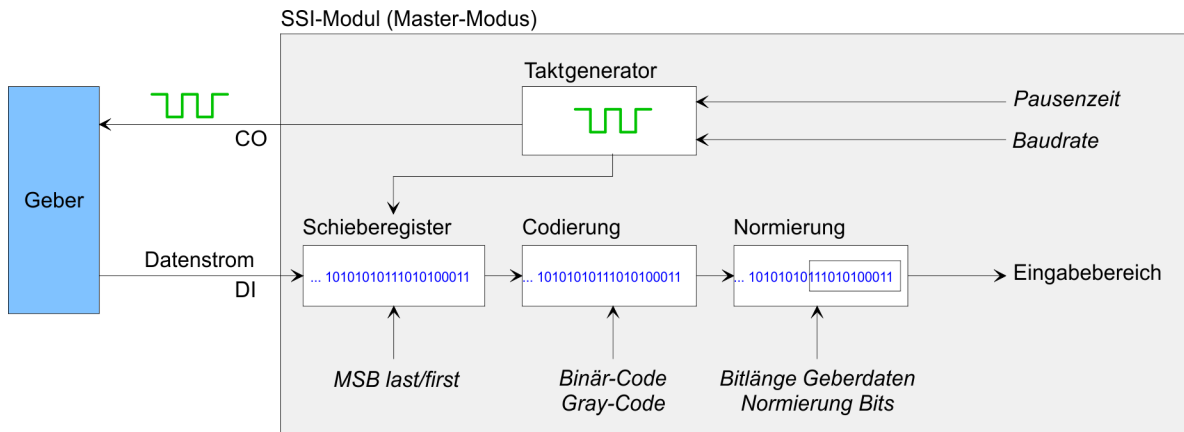 SSI-Modul (Master-Modus)
Taktgenerator
Pausenzeit
CO
Baudrate
Geber
Schieberegister
Codierung
Normierung
Datenstrom
... 10101010111010100011
... 10101010111010100011
... 10101010111010100011
Eingabebereich
DI
MSB last/first
Binär-Code
Gray-Code
Bitlänge Geberdaten
Normierung Bits